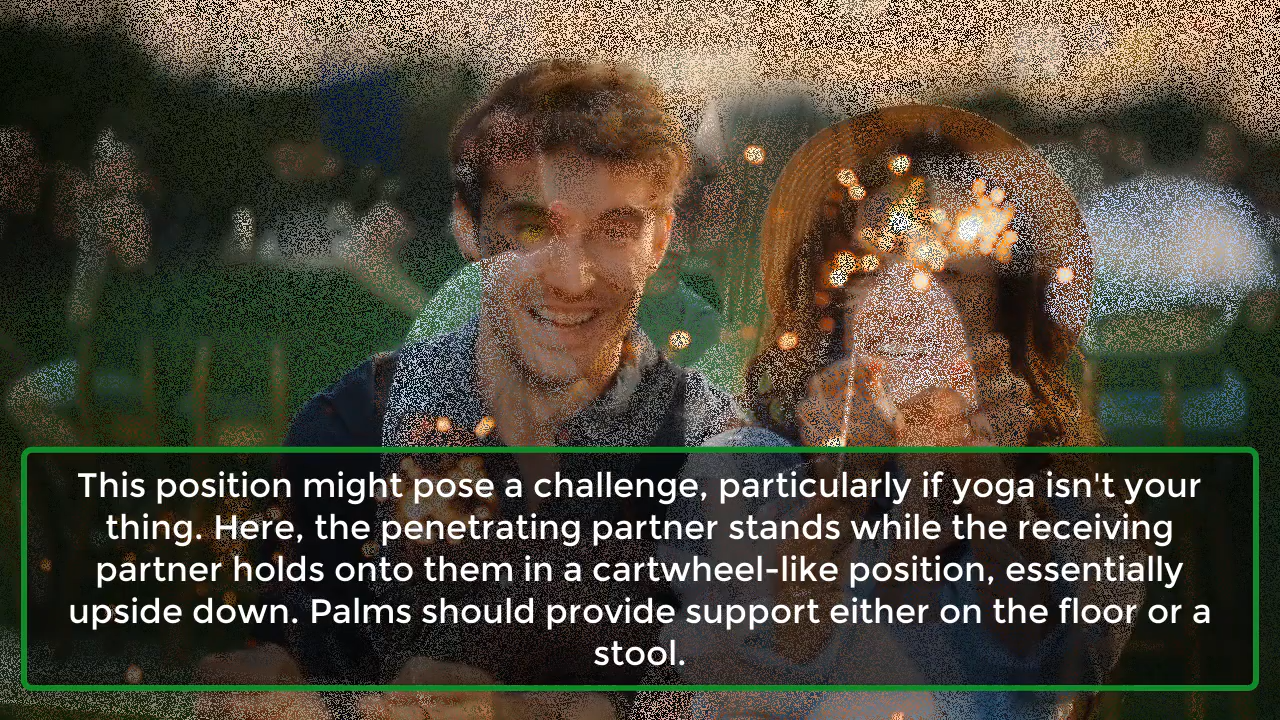 This position might pose a challenge, particularly if yoga isn't your
thing. Here, the penetrating partner stands while the receiving
partner holds onto them in a cartwheel-like position, essentially
upside down. Palms should provide support either on the floor or a
stool.